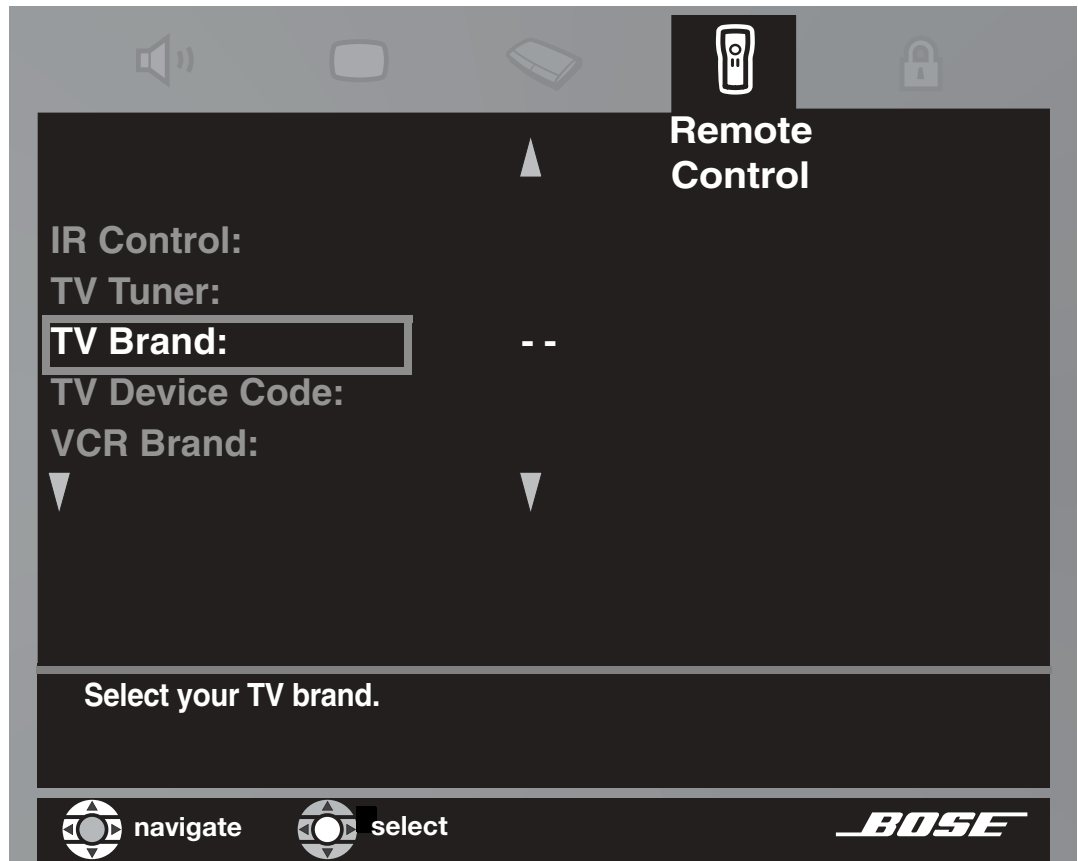 Remote
Control
IR Control:
TV Tuner:
TV Brand: - -
TV Device Code:
VCR Brand:
Select your TV brand.
navigate select BOSE